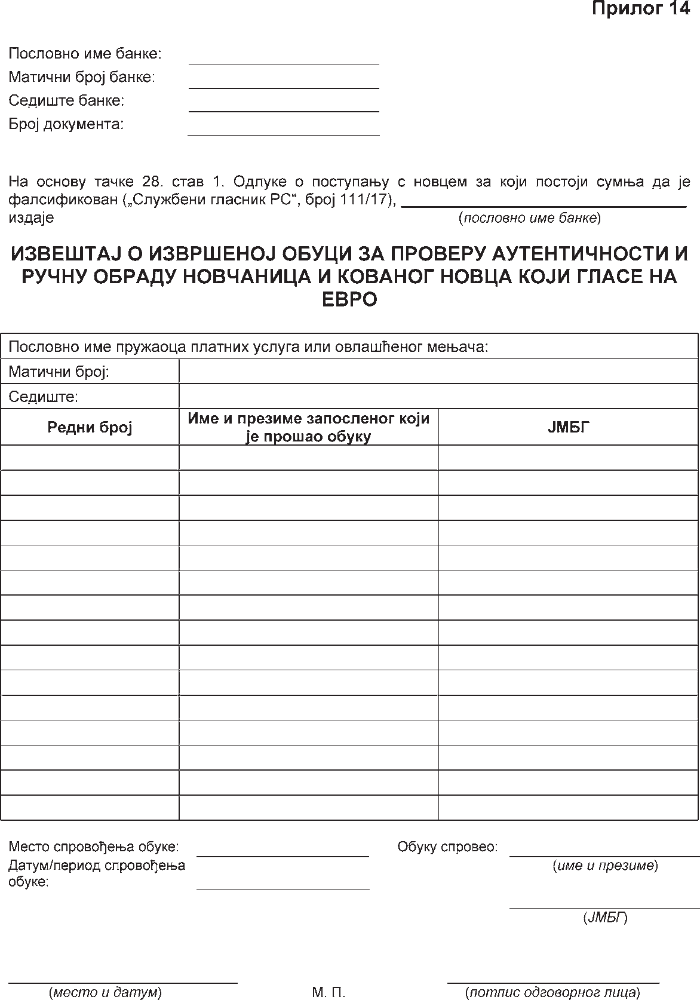 Прилог 14
Пословно име банке:
Матични број банке:
Седиште банке:
Број документа:
На основу тачке 28. став 1. Одлуке о поступању с новцем за који постоји сумња да је
фалсификован („Службени гласник РС“, број 111/17),
издаје (пословно име банке)
ИЗВЕШТАЈ О ИЗВРШЕНОЈ ОБУЦИ ЗА ПРОВЕРУ АУТЕНТИЧНОСТИ И
РУЧНУ ОБРАДУ НОВЧАНИЦА И КОВАНОГ НОВЦА КОЈИ ГЛАСЕ НА
ЕВРО
Пословно име пружаоца платних услуга или овлашћеног мењача:
Матични број:
Седиште:
Редни број
Име и презиме запосленог који
је прошао обуку
ЈМБГ
Место спровођења обуке:
Датум/период спровођења
обуке:
Обуку спровео:
(име и презиме)
(ЈМБГ)
(место и датум) М. П. (потпис одговорног лица)